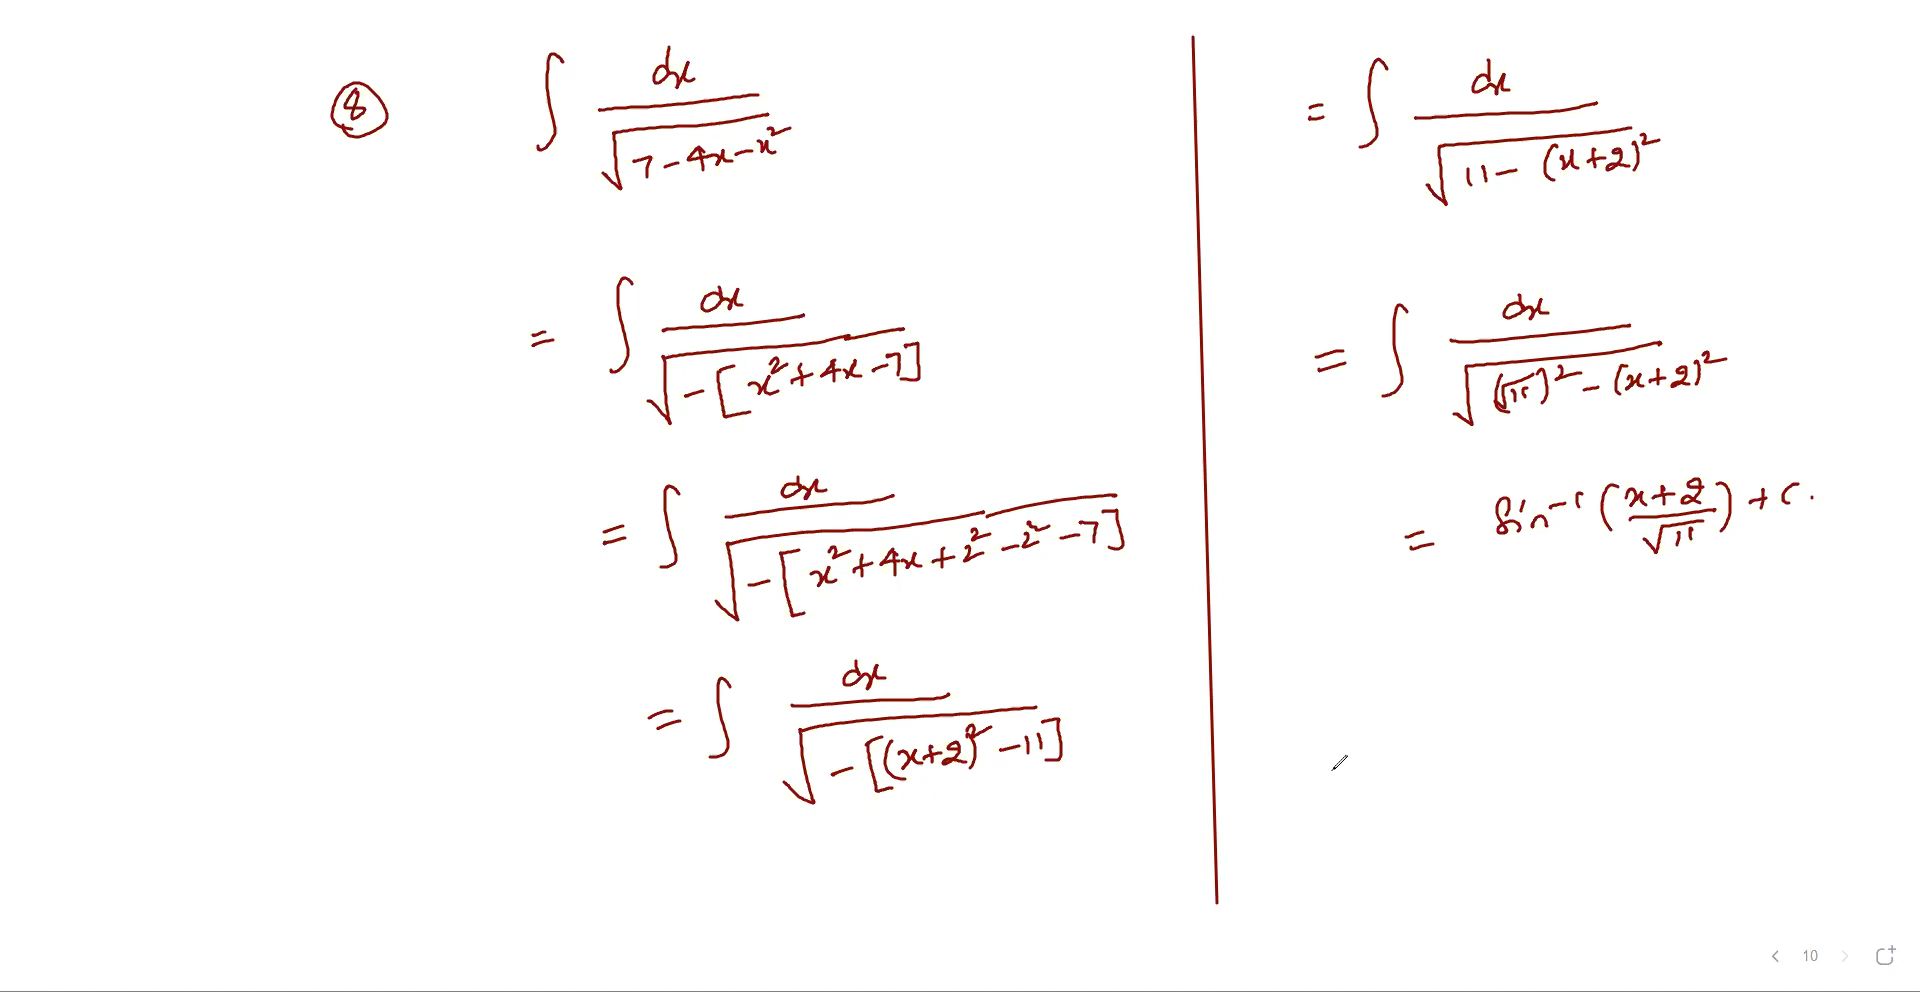 ⑧ ∫ dx / √(7 - 4x - x²)
= ∫ dx / √(-[x² + 4x - 7])
= ∫ dx / √(-[x² + 4x + 2² - 2² - 7])
= ∫ dx / √(-[(x+2)² - 11])
= ∫ dx / √(11 - (x+2)²)
= ∫ dx / √((√11)² - (x+2)²)
= Sin⁻¹ ((x+2)/√11) + C.
10